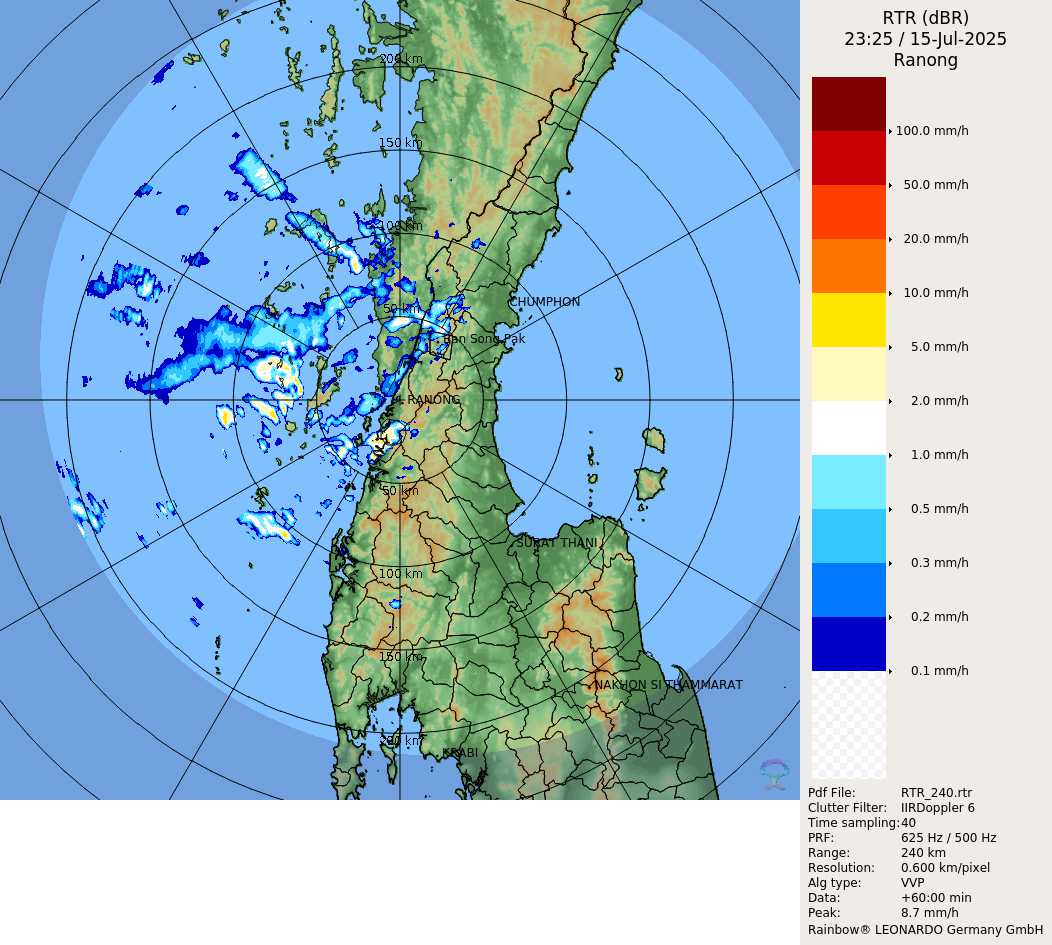 RTR (dBR)
23:25 / 15-Jul-2025
Ranong
100.0 mm/h
50.0 mm/h
20.0 mm/h
10.0 mm/h
5.0 mm/h
2.0 mm/h
1.0 mm/h
0.5 mm/h
0.3 mm/h
0.2 mm/h
0.1 mm/h
200 km
150 km
100 km
50 km
CHUMPHON
Ban Song Pak
RANONG
50 km
SURAT THANI
100 km
150 km
NAKHON SI THAMMARAT
200 km
KRABI
Pdf File: RTR_240.rtr
Clutter Filter: IIRDoppler 6
Time sampling:40
PRF: 625 Hz / 500 Hz
Range: 240 km
Resolution: 0.600 km/pixel
Alg type: VVP
Data: +60:00 min
Peak: 8.7 mm/h
Rainbow® LEONARDO Germany GmbH